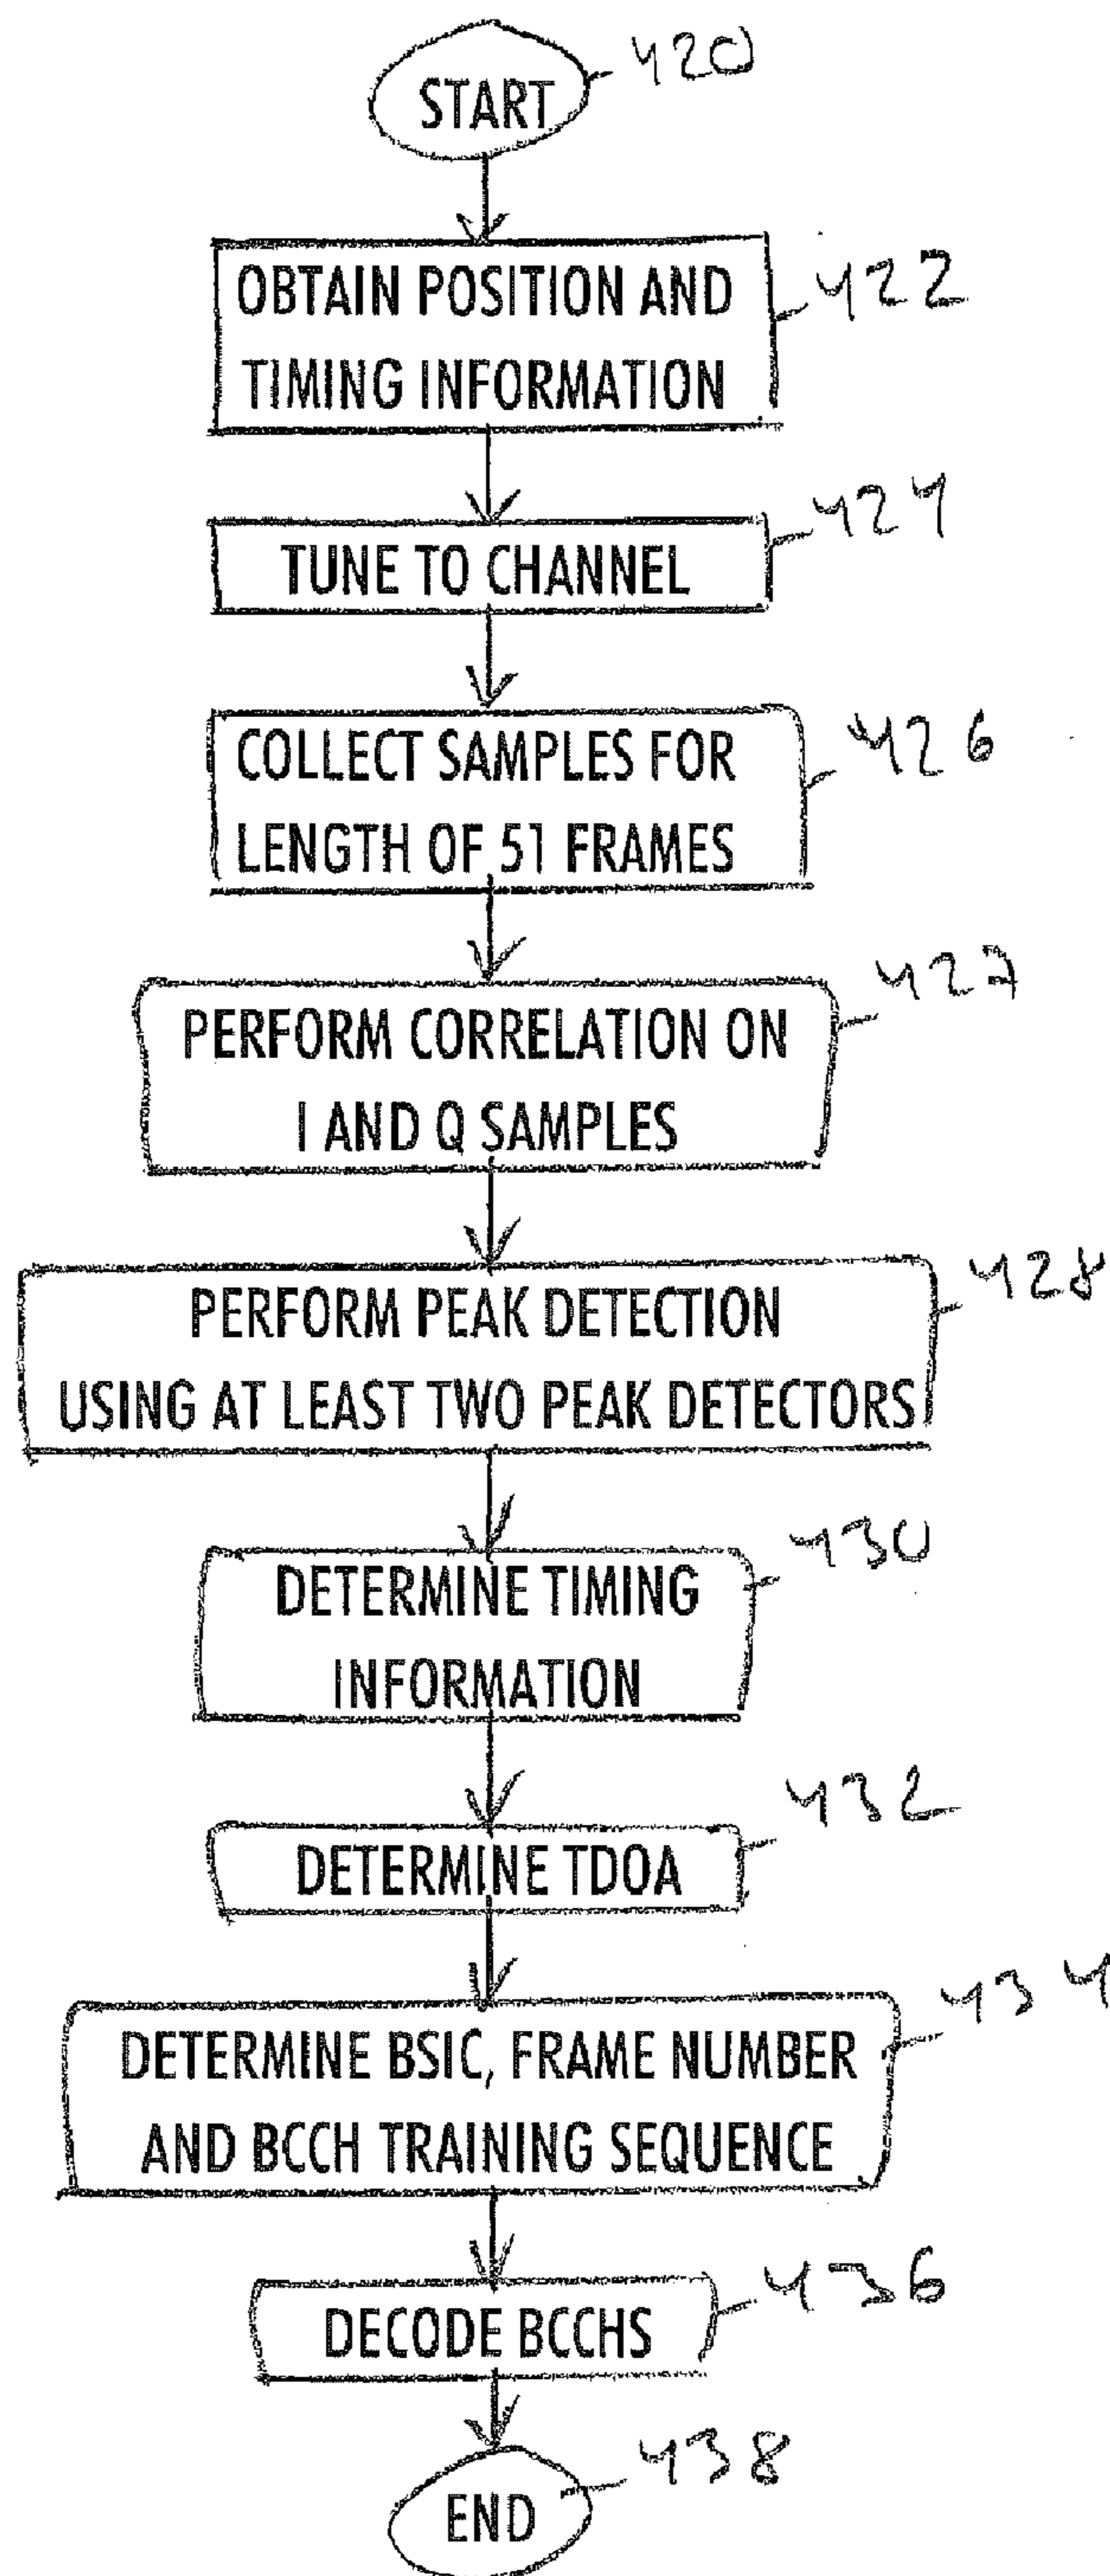 START
420
OBTAIN POSITION AND
TIMING INFORMATION
422
TUNE TO CHANNEL
424
COLLECT SAMPLES FOR
LENGTH OF 51 FRAMES
426
PERFORM CORRELATION ON
I AND Q SAMPLES
427
PERFORM PEAK DETECTION
USING AT LEAST TWO PEAK DETECTORS
428
DETERMINE TIMING
INFORMATION
430
DETERMINE TDOA
432
DETERMINE BSIC, FRAME NUMBER
AND BCCH TRAINING SEQUENCE
434
DECODE BCCHS
436
END
438